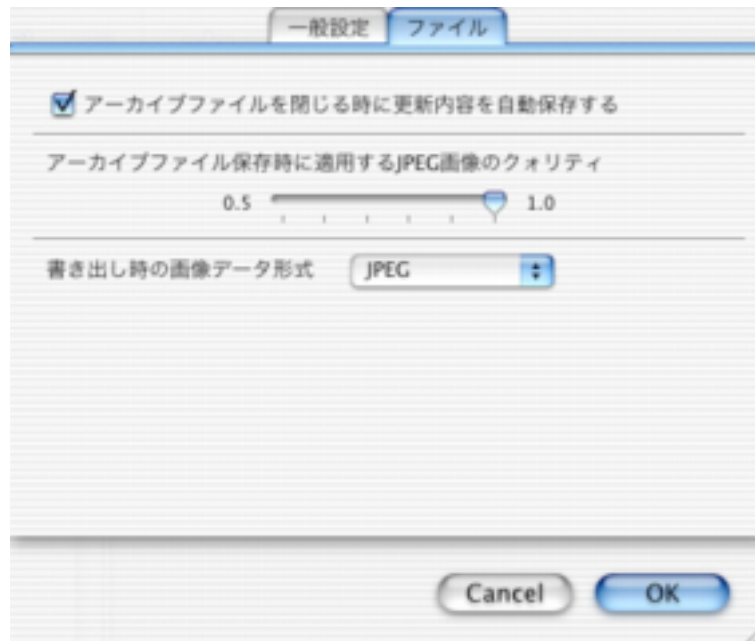 一般設定 ファイル
アーカイブファイルを閉じる時に更新内容を自動保存する
アーカイブファイル保存時に適用するJPEG画像のクォリティ
0.5 1.0
書き出し時の画像データ形式 JPEG
Cancel OK